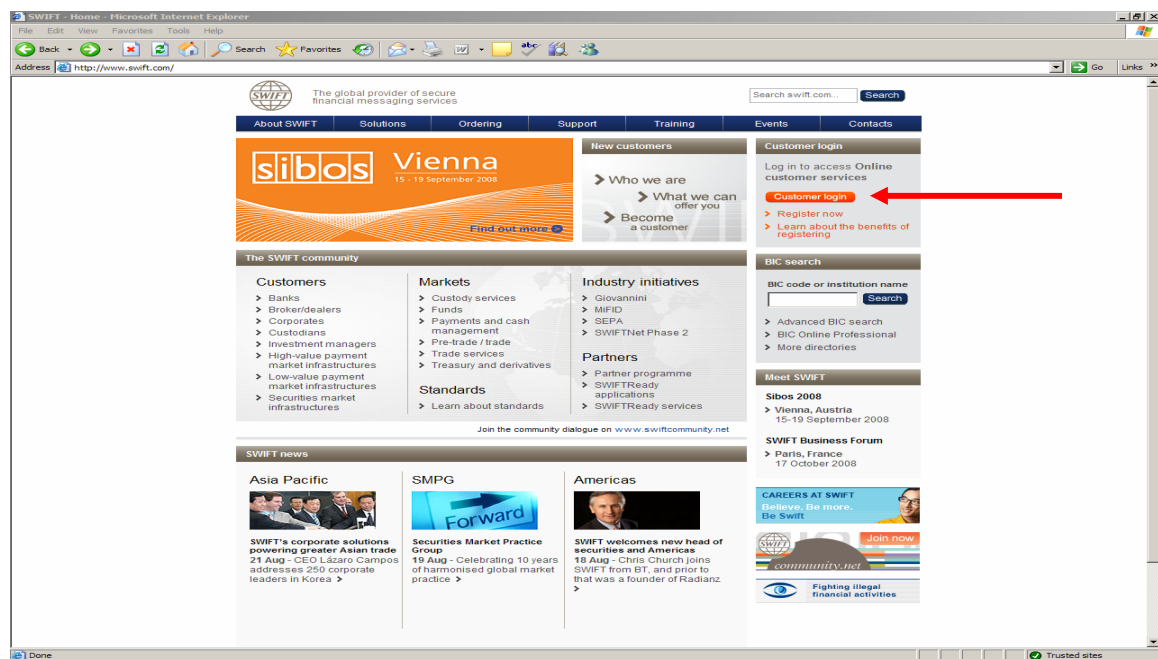 SWIFT - Home - Microsoft Internet Explorer
File Edit View Favorites Tools Help
Back Search Favorites
Address http://www.swift.com/ Go Links »
SWIFT
The global provider of secure
financial messaging services
Search swift.com... Search
About SWIFT Solutions Ordering Support Training Events Contacts
sibos Vienna
15 - 19 September 2008
Find out more
New customers
Who we are
What we can
offer you
Become
a customer
Customer login
Log in to access Online
customer services
Customer login
Register now
Learn about the benefits of
registering
The SWIFT community
Customers
Banks
Broker/dealers
Corporates
Custodians
Investment managers
High-value payment
market infrastructures
Low-value payment
market infrastructures
Securities market
infrastructures
Markets
Custody services
Funds
Payments and cash
management
Pre-trade / trade
Trade services
Treasury and derivatives
Standards
Learn about standards
Industry initiatives
Giovannini
MiFID
SEPA
SWIFTNet Phase 2
Partners
Partner programme
SWIFTReady
applications
SWIFTReady services
Join the community dialogue on www.swiftcommunity.net
BIC search
BIC code or institution name
Search
Advanced BIC search
BIC Online Professional
More directories
Meet SWIFT
Sibos 2008
Vienna, Austria
15-19 September 2008
SWIFT Business Forum
Paris, France
17 October 2008
SWIFT news
Asia Pacific
SWIFT's corporate solutions
powering greater Asian trade
21 Aug - CEO Lázaro Campos
addresses 250 corporate
leaders in Korea
SMPG
Forward
Securities Market Practice
Group
19 Aug - Celebrating 10 years
of harmonised global market
practice
Americas
SWIFT welcomes new head of
securities and Americas
18 Aug - Chris Church joins
SWIFT from BT, and prior to
that was a founder of Radianz
CAREERS AT SWIFT
Believe. Be more.
Be Swift
SWIFT
Join now
community.net
Fighting illegal
financial activities
Done Trusted sites